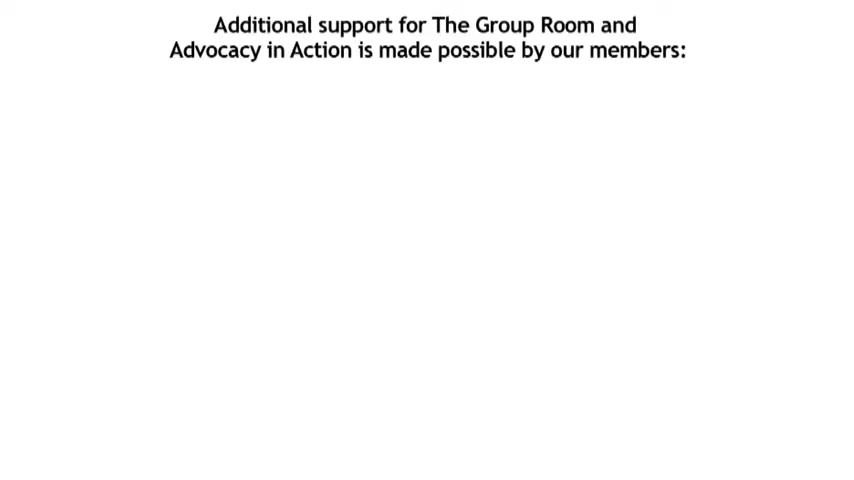 Additional support for The Group Room and
Advocacy in Action is made possible by our members: